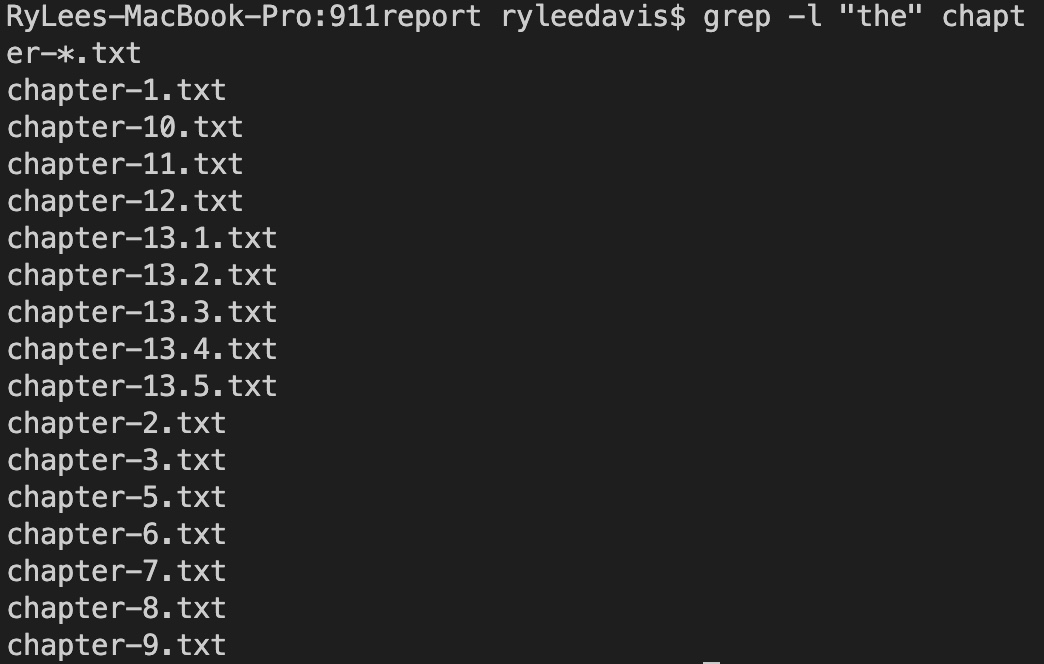 RyLees-MacBook-Pro:911report ryleedavis$ grep -l "the" chapt
er-*.txt
chapter-1.txt
chapter-10.txt
chapter-11.txt
chapter-12.txt
chapter-13.1.txt
chapter-13.2.txt
chapter-13.3.txt
chapter-13.4.txt
chapter-13.5.txt
chapter-2.txt
chapter-3.txt
chapter-5.txt
chapter-6.txt
chapter-7.txt
chapter-8.txt
chapter-9.txt